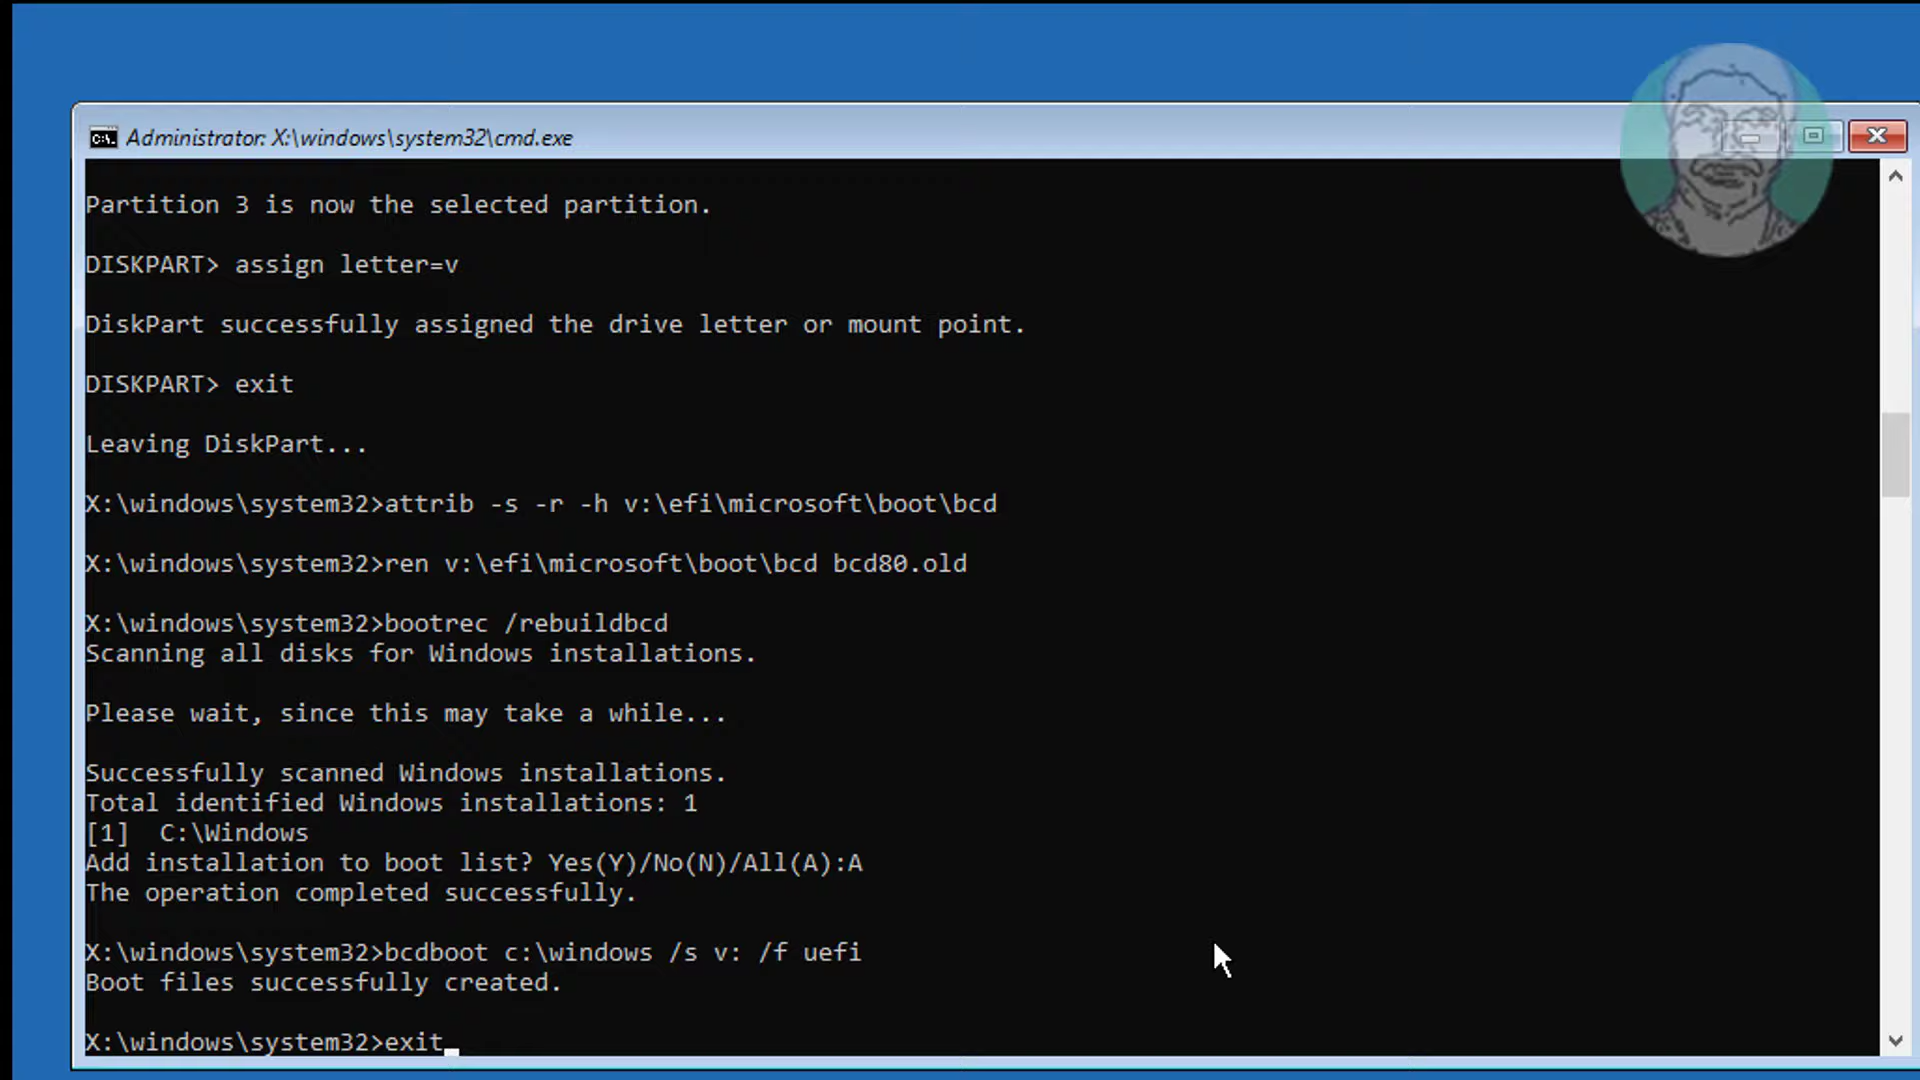 Administrator: X:\windows\system32\cmd.exe
Partition 3 is now the selected partition.
DISKPART> assign letter=v
DiskPart successfully assigned the drive letter or mount point.
DISKPART> exit
Leaving DiskPart...
X:\windows\system32>attrib -s -r -h v:\efi\microsoft\boot\bcd
X:\windows\system32>ren v:\efi\microsoft\boot\bcd bcd80.old
X:\windows\system32>bootrec /rebuildbcd
Scanning all disks for Windows installations.
Please wait, since this may take a while...
Successfully scanned Windows installations.
Total identified Windows installations: 1
[1]  C:\Windows
Add installation to boot list? Yes(Y)/No(N)/All(A):A
The operation completed successfully.
X:\windows\system32>bcdboot c:\windows /s v: /f uefi
Boot files successfully created.
X:\windows\system32>exit